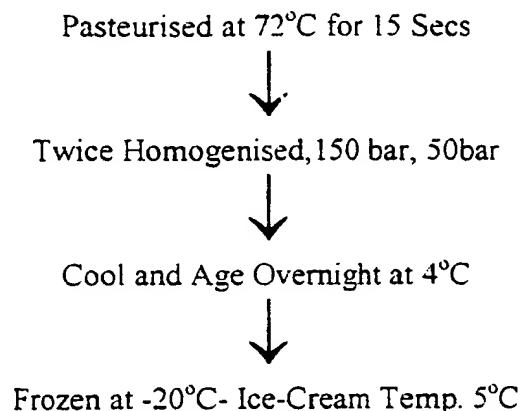 Pasteurised at 72°C for 15 Secs
Twice Homogenised, 150 bar, 50bar
Cool and Age Overnight at 4°C
Frozen at -20°C- Ice-Cream Temp. 5°C